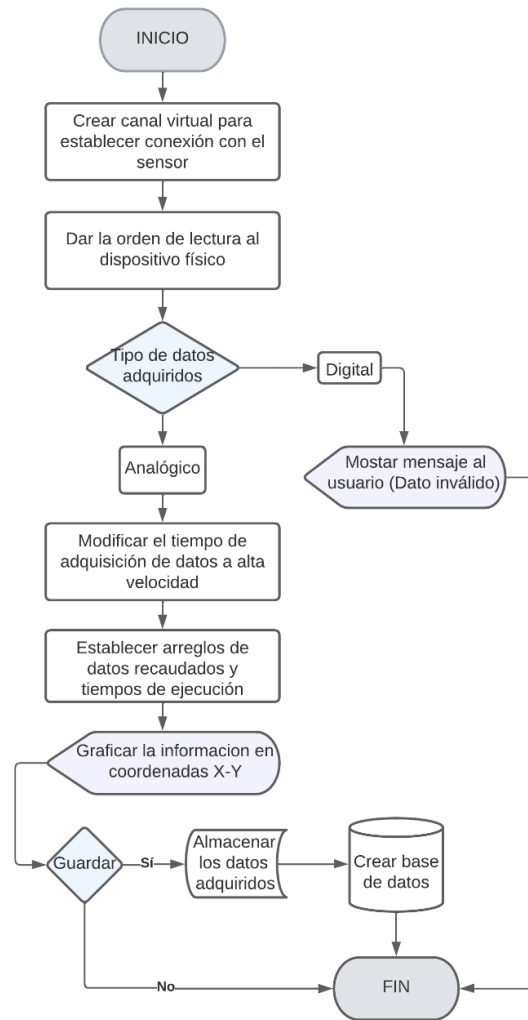 INICIO
Crear canal virtual para
establecer conexión con el
sensor
Dar la orden de lectura al
dispositivo físico
Tipo de datos
adquiridos
Digital
Mostar mensaje al
usuario (Dato inválido)
Analógico
Modificar el tiempo de
adquisición de datos a alta
velocidad
Establecer arreglos de
datos recaudados y
tiempos de ejecución
Graficar la informacion en
coordenadas X-Y
Guardar
Sí
Almacenar
los datos
adquiridos
Crear base
de datos
No
FIN